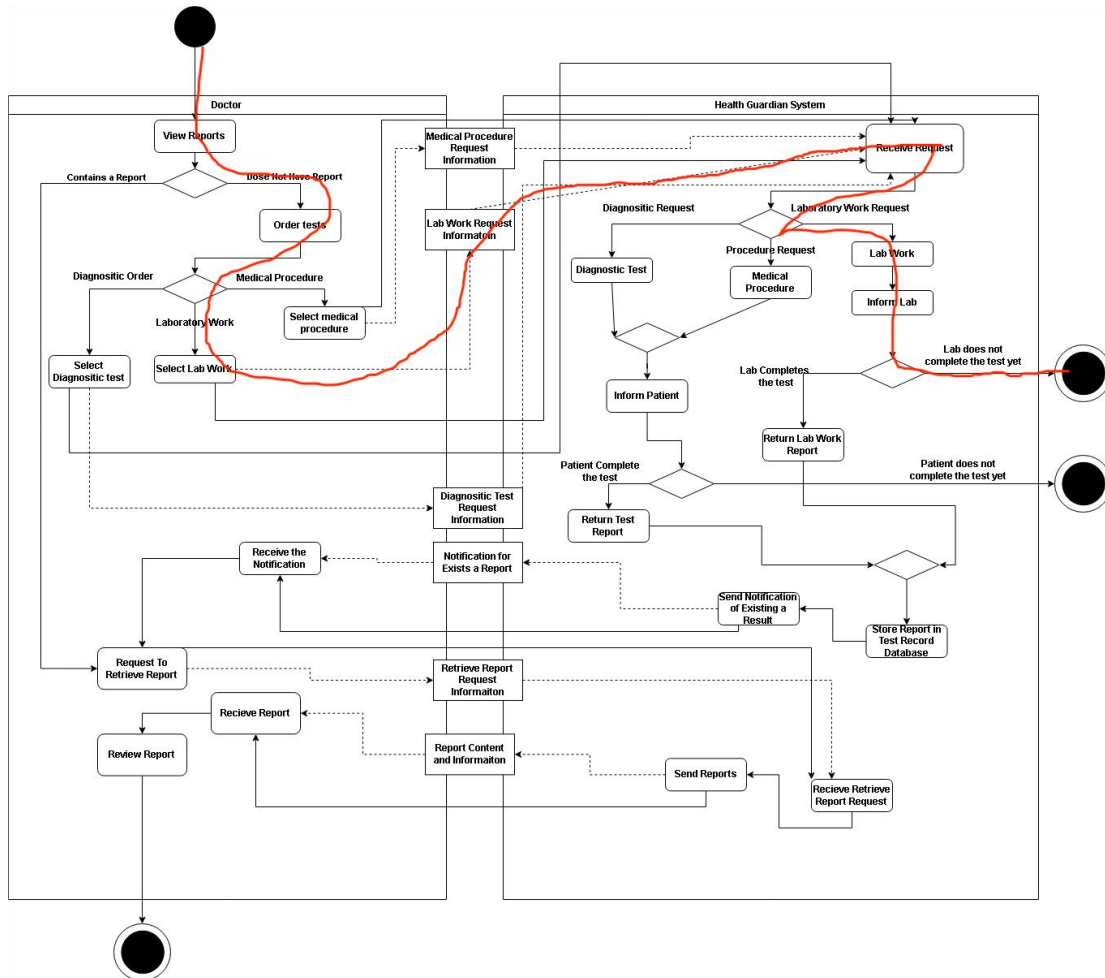 Doctor
Health Guardian System
View Reports
Medical Procedure
Request
Information
Receive Request
Contains a Report
Dose Not Have Report
Order tests
Lab Work Request
Informatoin
Diagnositic Request
Laboratory Work Request
Procedure Request
Diagnostic Test
Medical
Procedure
Lab Work
Inform Lab
Diagnositic Order
Medical Procedure
Select medical
procedure
Laboratory Work
Select
Diagnostic test
Select Lab Work
Lab does not
complete the test yet
Lab Completes
the test
Inform Patient
Return Lab Work
Report
Patient Complete
the test
Patient does not
complete the test yet
Diagnositic Test
Request
Information
Return Test
Report
Receive the
Notification
Notification for
Exists a Report
Send Notification
of Existing a
Result
Store Report in
Test Record
Database
Request To
Retrieve Report
Retrieve Report
Request
Informaiton
Recieve Report
Review Report
Report Content
and Informaiton
Send Reports
Recieve Retrieve
Report Request